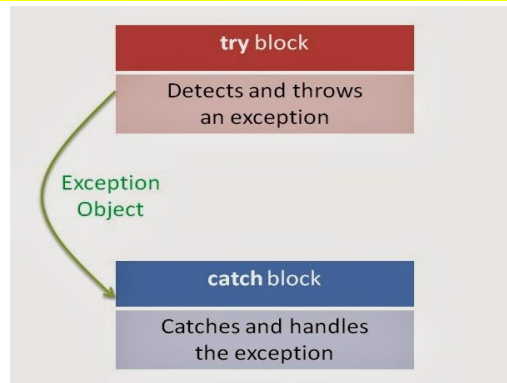 try block
Detects and throws
an exception
Exception
Object
catch block
Catches and handles
the exception